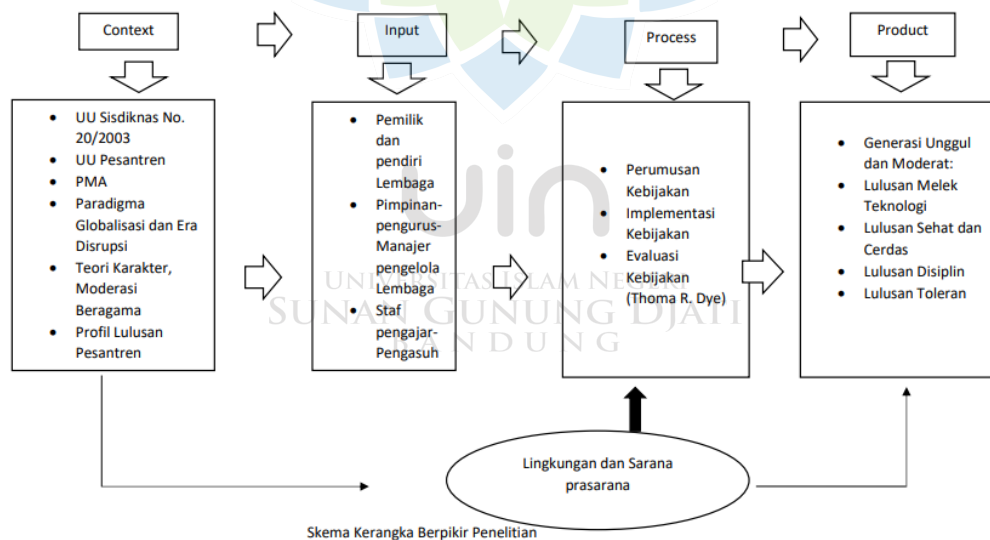 Context
Input
Process
Product
• UU Sisdiknas No.
20/2003
• UU Pesantren
• PMA
• Paradigma
Globalisasi dan Era
Disrupsi
• Teori Karakter,
Moderasi
Beragama
• Profil Lulusan
Pesantren
• Pemilik
dan
pendiri
Lembaga
• Pimpinan-
pengurus-
Manajer
pengelola
Lembaga
• Staf
pengajar-
Pengasuh
• Perumusan
Kebijakan
• Implementasi
Kebijakan
• Evaluasi
Kebijakan
(Thoma R. Dye)
• Generasi Unggul
dan Moderat:
• Lulusan Melek
Teknologi
• Lulusan Sehat dan
Cerdas
• Lulusan Disiplin
• Lulusan Toleran
uin
UNIVERSITAS ISLAM NEGERI
SUNAN GUNUNG DJATI
BANDUNG
Lingkungan dan Sarana
prasarana
Skema Kerangka Berpikir Penelitian